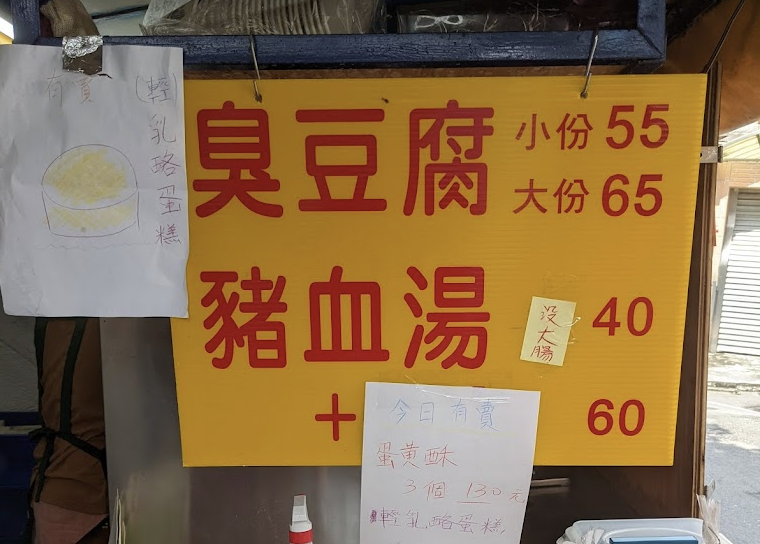 有賣
(輕)乳酪蛋糕
臭豆腐 小份 55
大份 65
豬血湯 40
沒大腸
+ 60
今日有賣
蛋黃酥
3個 130元
輕乳酪蛋糕